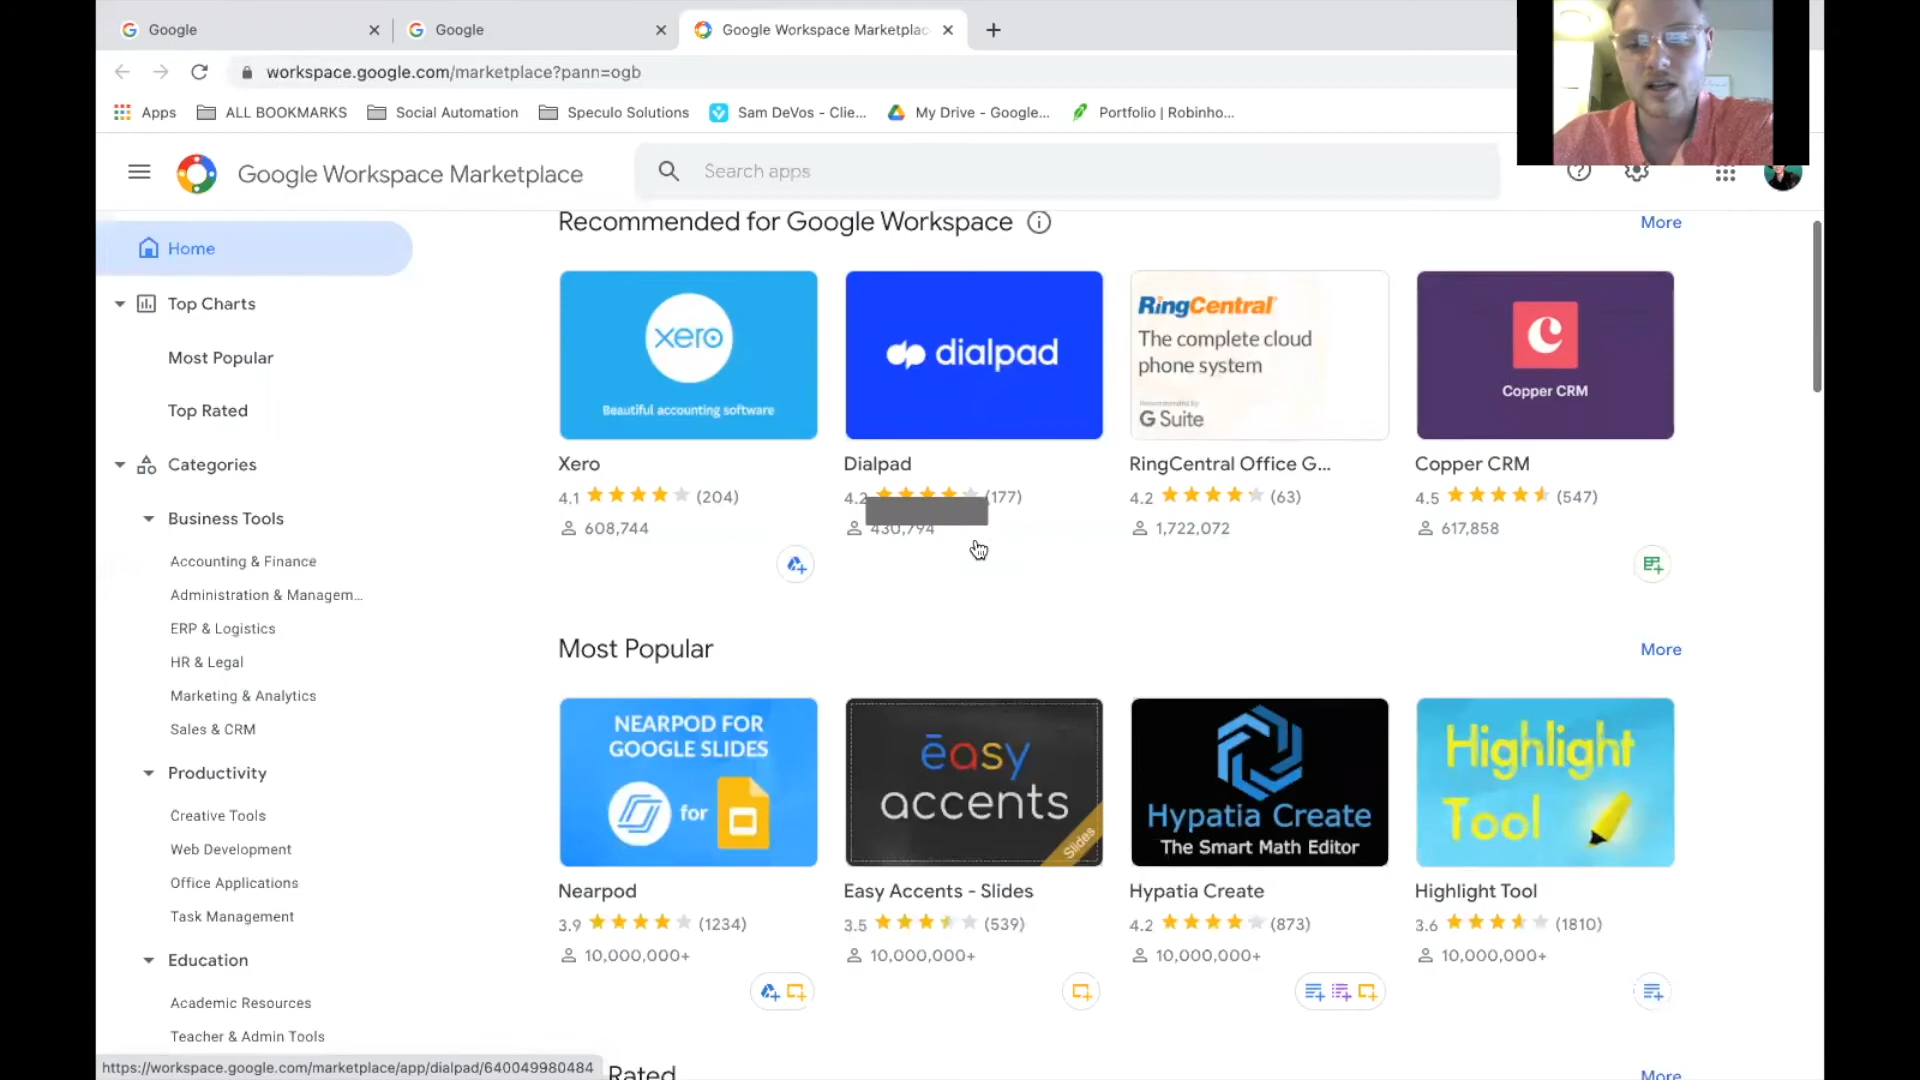 Google
Google
Google Workspace Marketplac
workspace.google.com/marketplace?pann=ogb
Apps
ALL BOOKMARKS
Social Automation
Speculo Solutions
Sam DeVos - Clie...
My Drive - Google...
Portfolio | Robinho...
Google Workspace Marketplace
Search apps
Home
Top Charts
Most Popular
Top Rated
Categories
Business Tools
Accounting & Finance
Administration & Managem...
ERP & Logistics
HR & Legal
Marketing & Analytics
Sales & CRM
Productivity
Creative Tools
Web Development
Office Applications
Task Management
Education
Academic Resources
Teacher & Admin Tools
Recommended for Google Workspace
More
xero
Beautiful accounting software
Xero
4.1 (204)
608,744
dialpad
Dialpad
4.2 (177)
430,794
RingCentral
The complete cloud
phone system
Recommended by
G Suite
RingCentral Office G...
4.2 (63)
1,722,072
Copper CRM
Copper CRM
4.5 (547)
617,858
Most Popular
More
NEARPOD FOR
GOOGLE SLIDES
for
Nearpod
3.9 (1234)
10,000,000+
ēasy
accents
Slides
Easy Accents - Slides
3.5 (539)
10,000,000+
Hypatia Create
The Smart Math Editor
Hypatia Create
4.2 (873)
10,000,000+
Highlight
Tool
Highlight Tool
3.6 (1810)
10,000,000+
Rated
More
https://workspace.google.com/marketplace/app/dialpad/640049980484